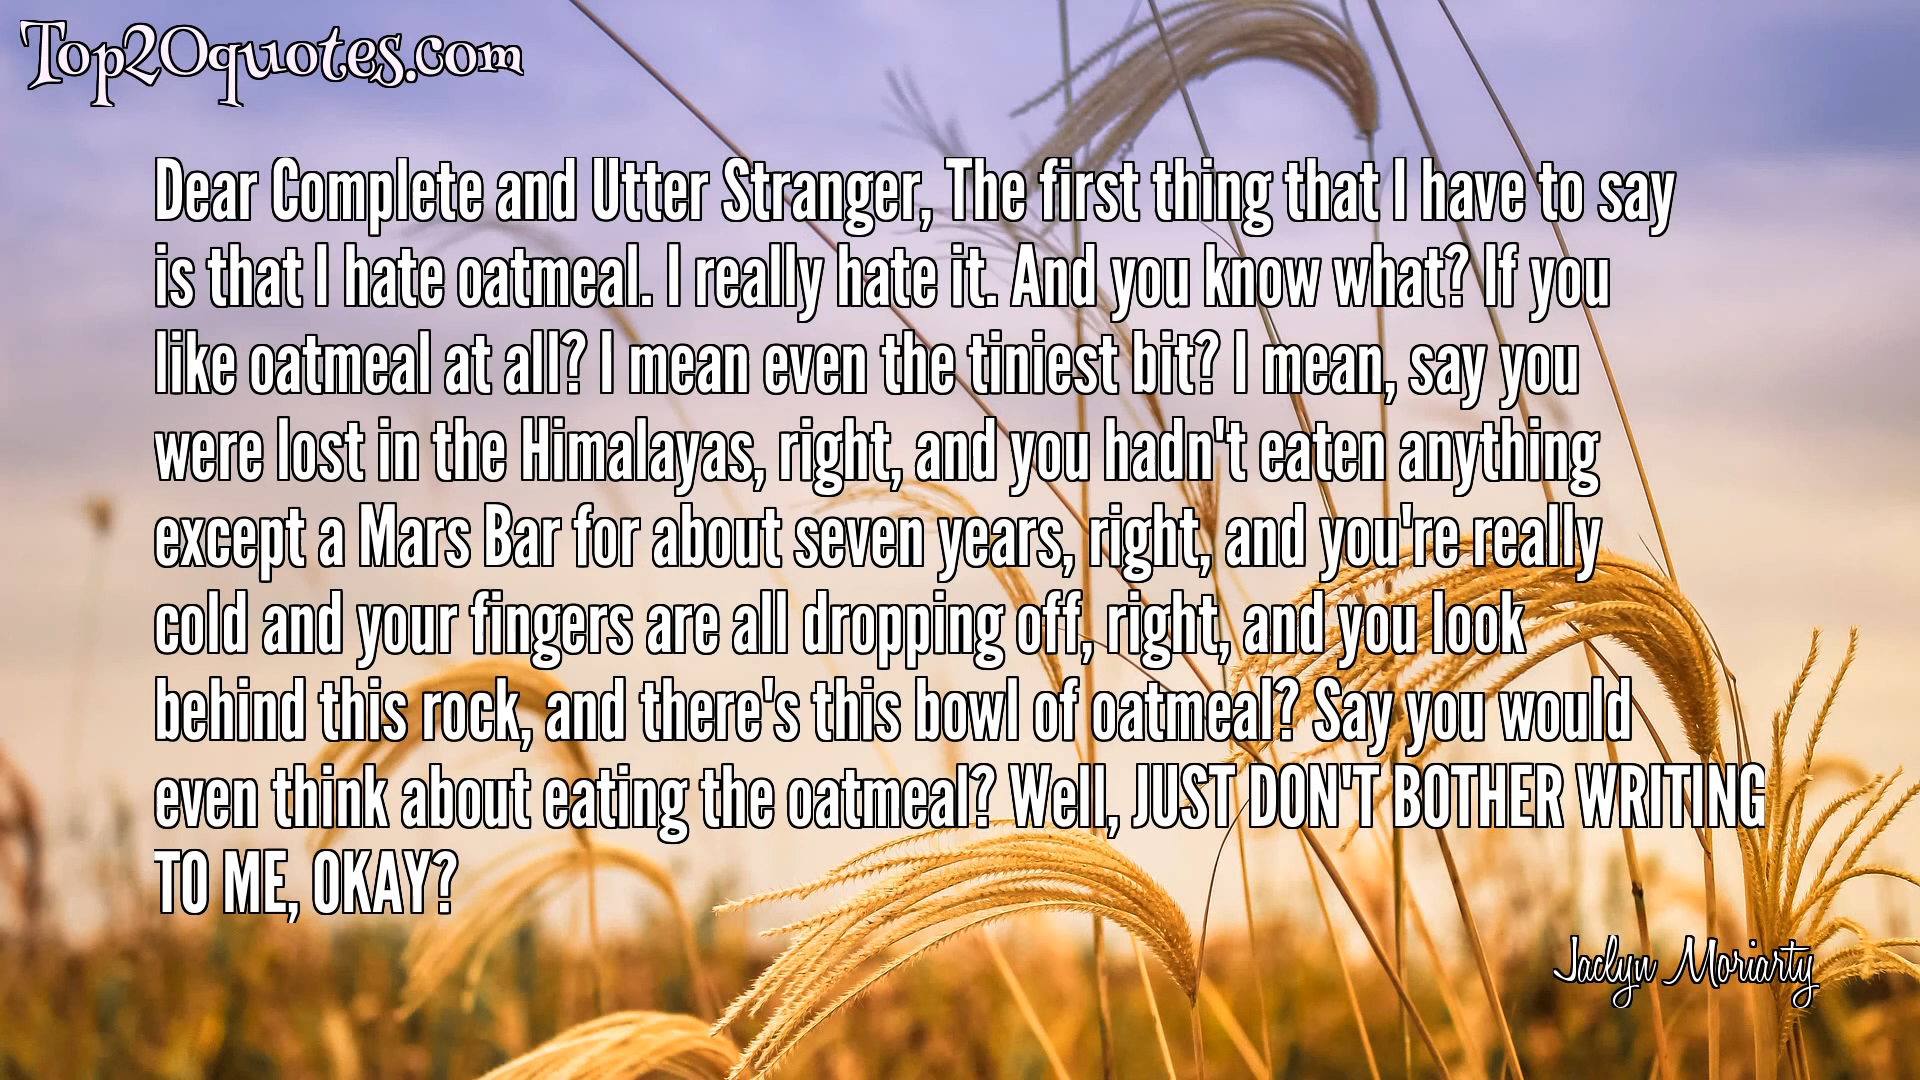 Top20quotes.com
Dear Complete and Utter Stranger, The first thing that I have to say
is that I hate oatmeal. I really hate it. And you know what? If you
like oatmeal at all? I mean even the tiniest bit? I mean, say you
were lost in the Himalayas, right, and you hadn't eaten anything
except a Mars Bar for about seven years, right, and you're really
cold and your fingers are all dropping off, right, and you look
behind this rock, and there's this bowl of oatmeal? Say you would
even think about eating the oatmeal? Well, JUST DON'T BOTHER WRITING
TO ME, OKAY?
Jaclyn Moriarty